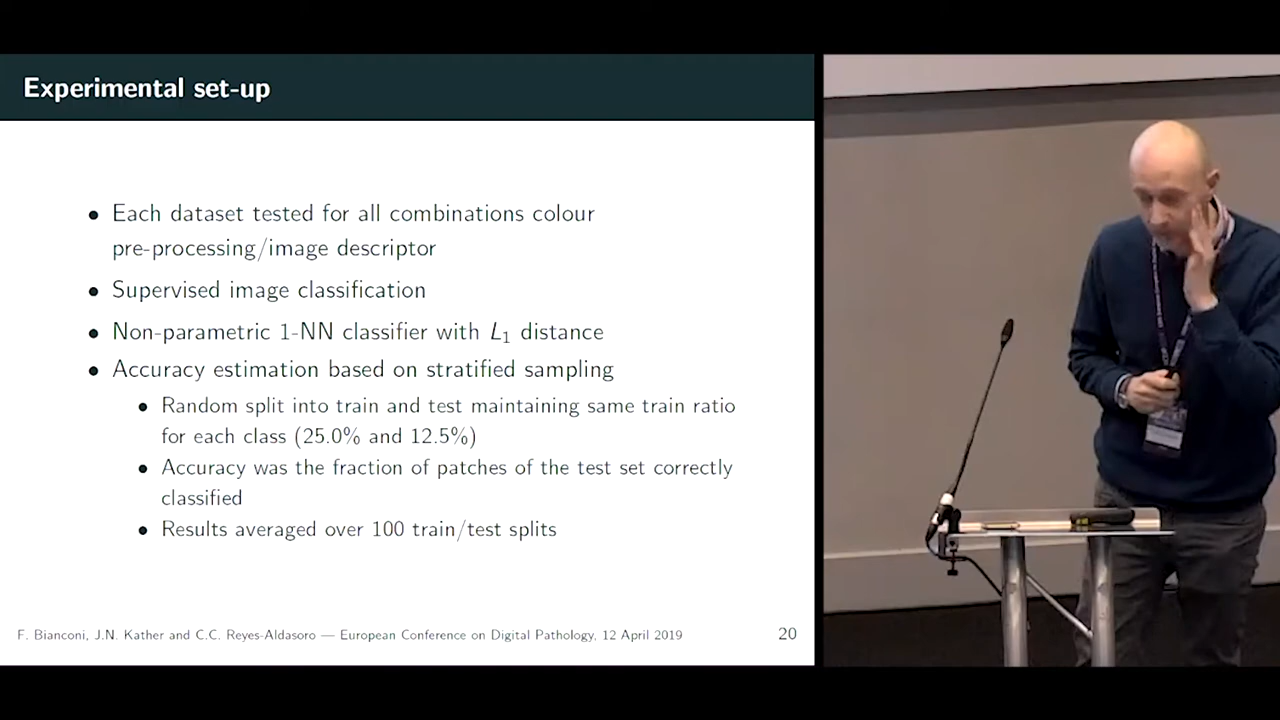 Experimental set-up
• Each dataset tested for all combinations colour
pre-processing/image descriptor
• Supervised image classification
• Non-parametric 1-NN classifier with L₁ distance
• Accuracy estimation based on stratified sampling
• Random split into train and test maintaining same train ratio
for each class (25.0% and 12.5%)
• Accuracy was the fraction of patches of the test set correctly
classified
• Results averaged over 100 train/test splits
F. Bianconi, J.N. Kather and C.C. Reyes-Aldasoro — European Conference on Digital Pathology, 12 April 2019
20